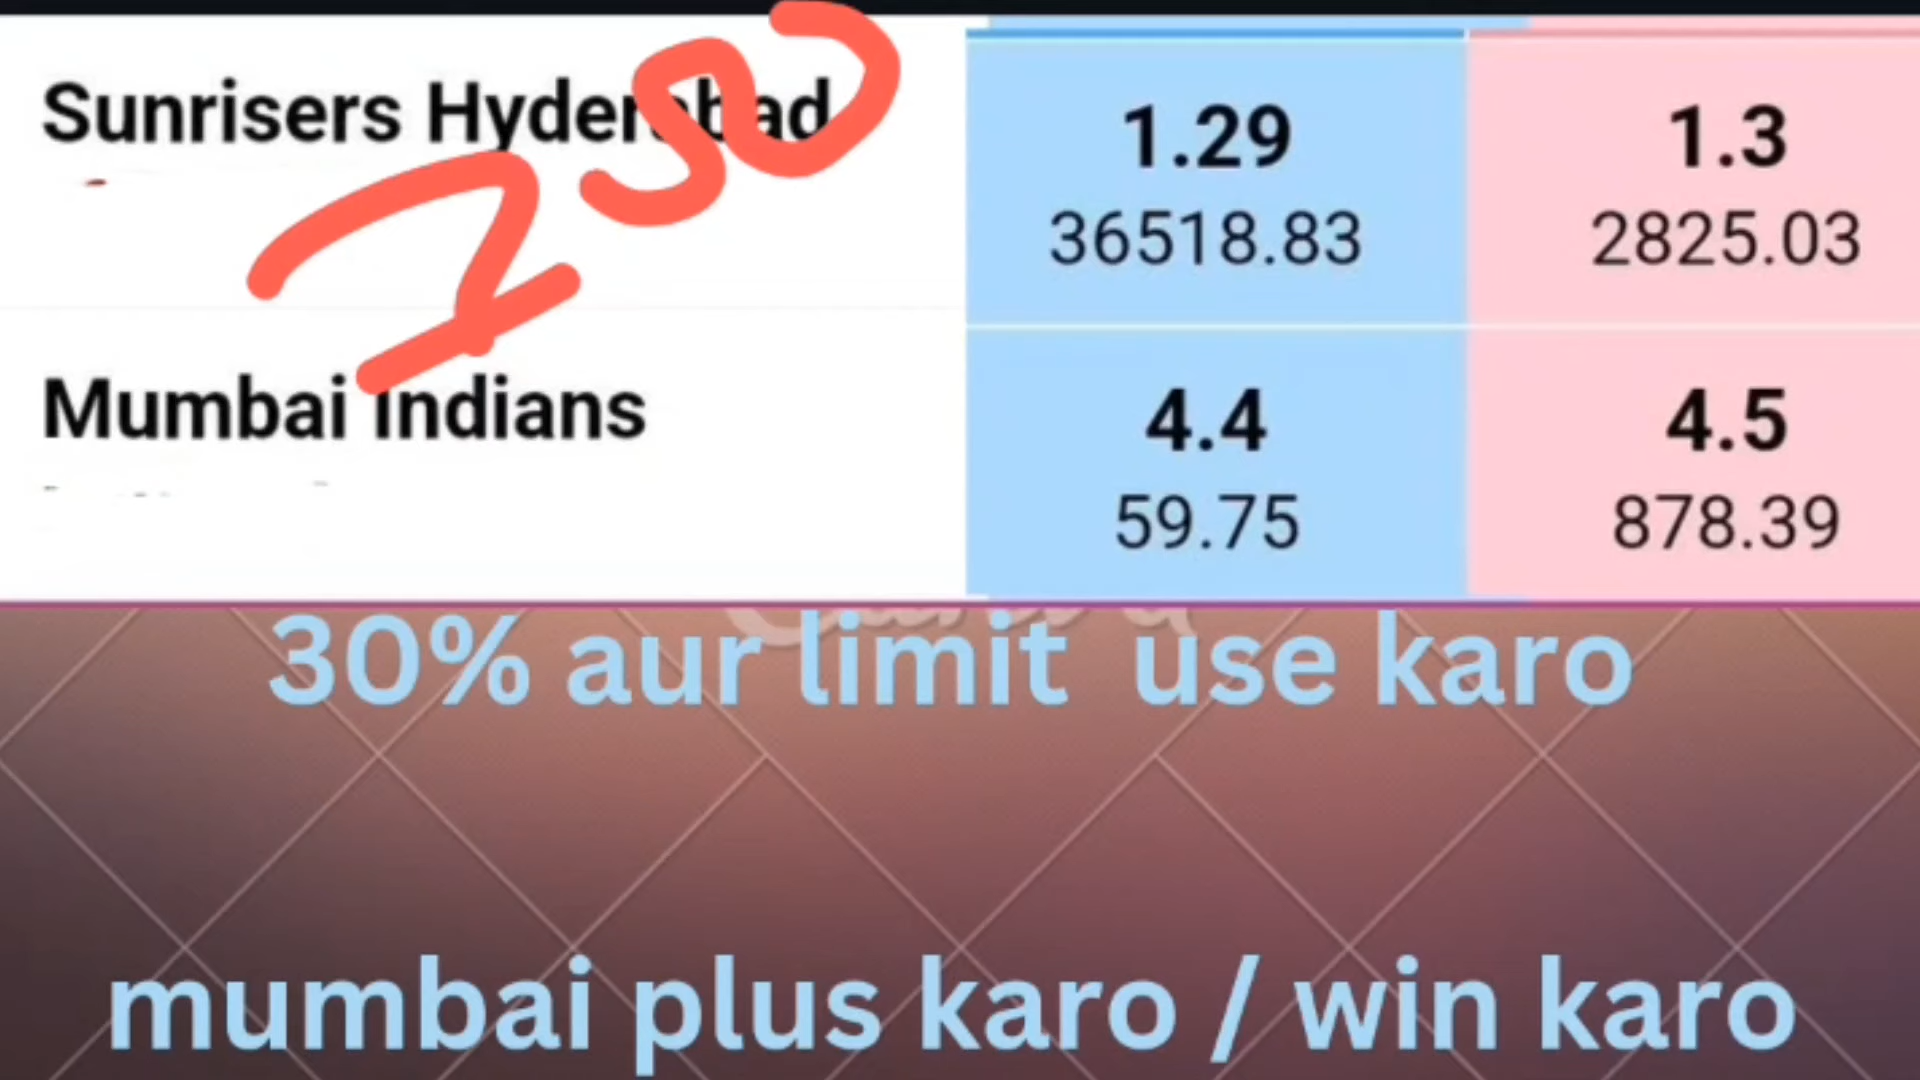 Sunrisers Hyderabad 1.29 1.3
36518.83 2825.03
Mumbai Indians 4.4 4.5
59.75 878.39
30% aur limit use karo
mumbai plus karo / win karo